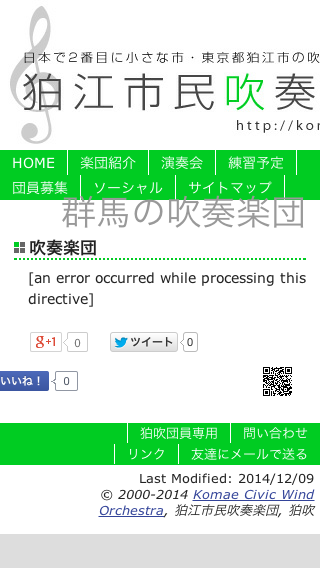 日本で2番目に小さな市・東京都狛江市の吹
狛江市民吹奏
http://kor
HOME 楽団紹介 演奏会 練習予定
団員募集 ソーシャル サイトマップ
群馬の吹奏楽団
吹奏楽団
[an error occurred while processing this
directive]
g+1 0 ツイート 0
いいね！ 0
狛吹団員専用 問い合わせ
リンク 友達にメールで送る
Last Modified: 2014/12/09
© 2000-2014 Komae Civic Wind
Orchestra, 狛江市民吹奏楽団, 狛吹